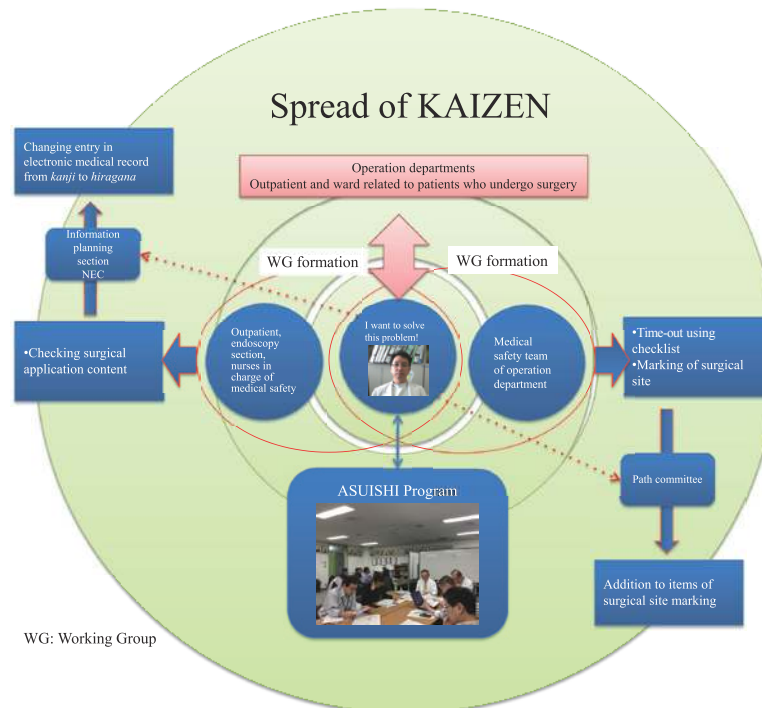 Spread of KAIZEN
Changing entry in
electronic medical record
from kanji to hiragana
Operation departments
Outpatient and ward related to patients who undergo surgery
Information
planning
section
NEC
WG formation
WG formation
•Checking surgical
application content
Outpatient,
endoscopy
section,
nurses in
charge of
medical safety
I want to solve
this problem!
Medical
safety team
of operation
department
•Time-out using
checklist
•Marking of surgical
site
Path committee
ASUISHI Program
Addition to items of
surgical site marking
WG: Working Group